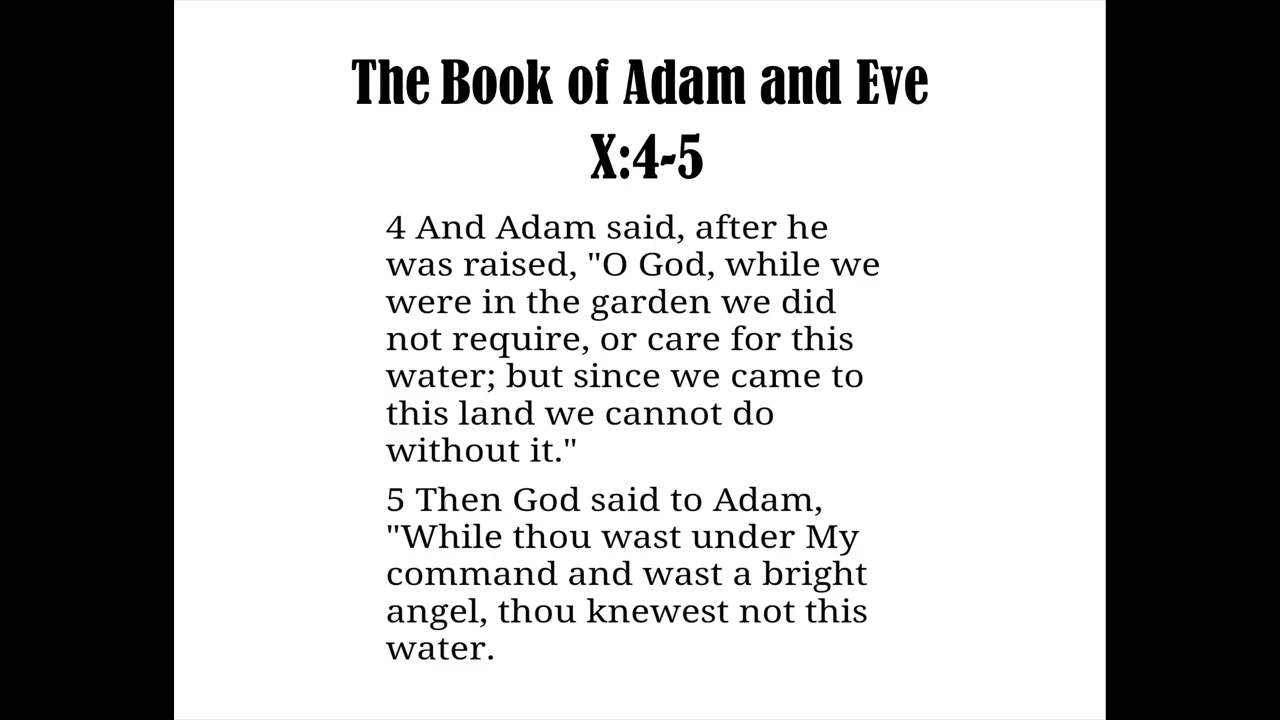 The Book of Adam and Eve
X:4-5
4 And Adam said, after he
was raised, "O God, while we
were in the garden we did
not require, or care for this
water; but since we came to
this land we cannot do
without it."
5 Then God said to Adam,
"While thou wast under My
command and wast a bright
angel, thou knewest not this
water.